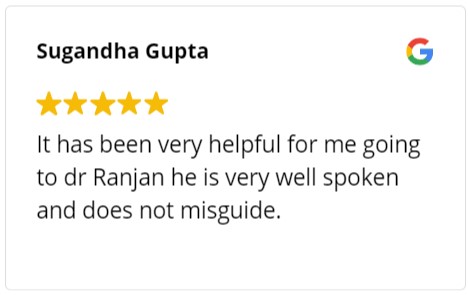 Sugandha Gupta
It has been very helpful for me going
to dr Ranjan he is very well spoken
and does not misguide.